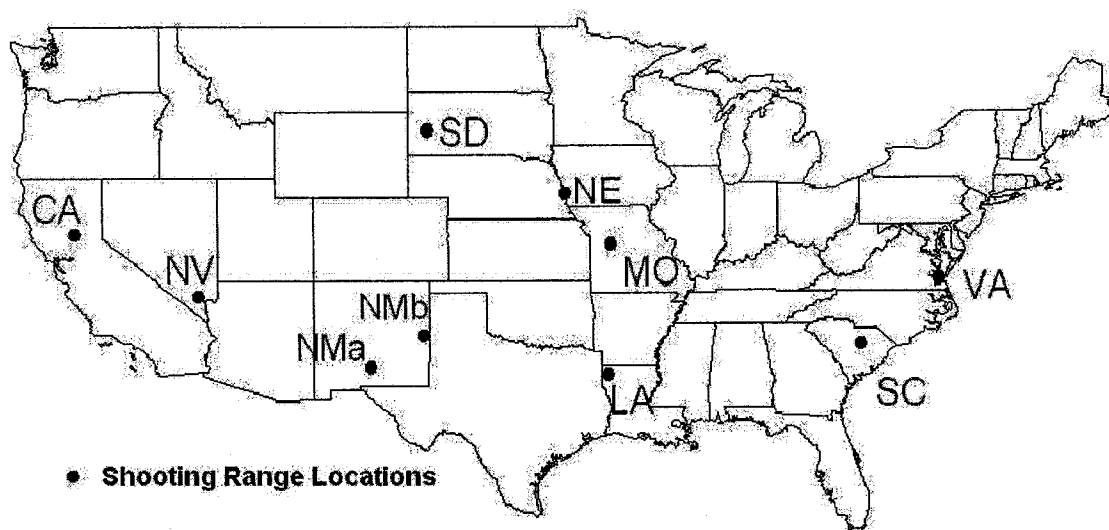 SD
NE
CA
MO
NV
VA
NMb
NMa
LA
SC
Shooting Range Locations